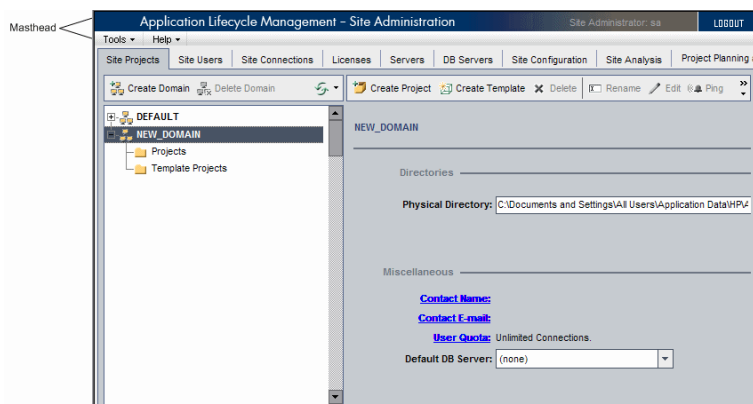 Masthead
Application Lifecycle Management – Site Administration
Site Administrator: sa
LOGOUT
Tools Help
Site Projects Site Users Site Connections Licenses Servers DB Servers Site Configuration Site Analysis Project Planning
Create Domain Delete Domain
Create Project Create Template Delete Rename Edit Ping
DEFAULT
NEW_DOMAIN
Projects
Template Projects
NEW_DOMAIN
Directories
Physical Directory: C:\Documents and Settings\All Users\Application Data\HP\
Miscellaneous
Contact Name:
Contact E-mail:
User Quota: Unlimited Connections.
Default DB Server: (none)